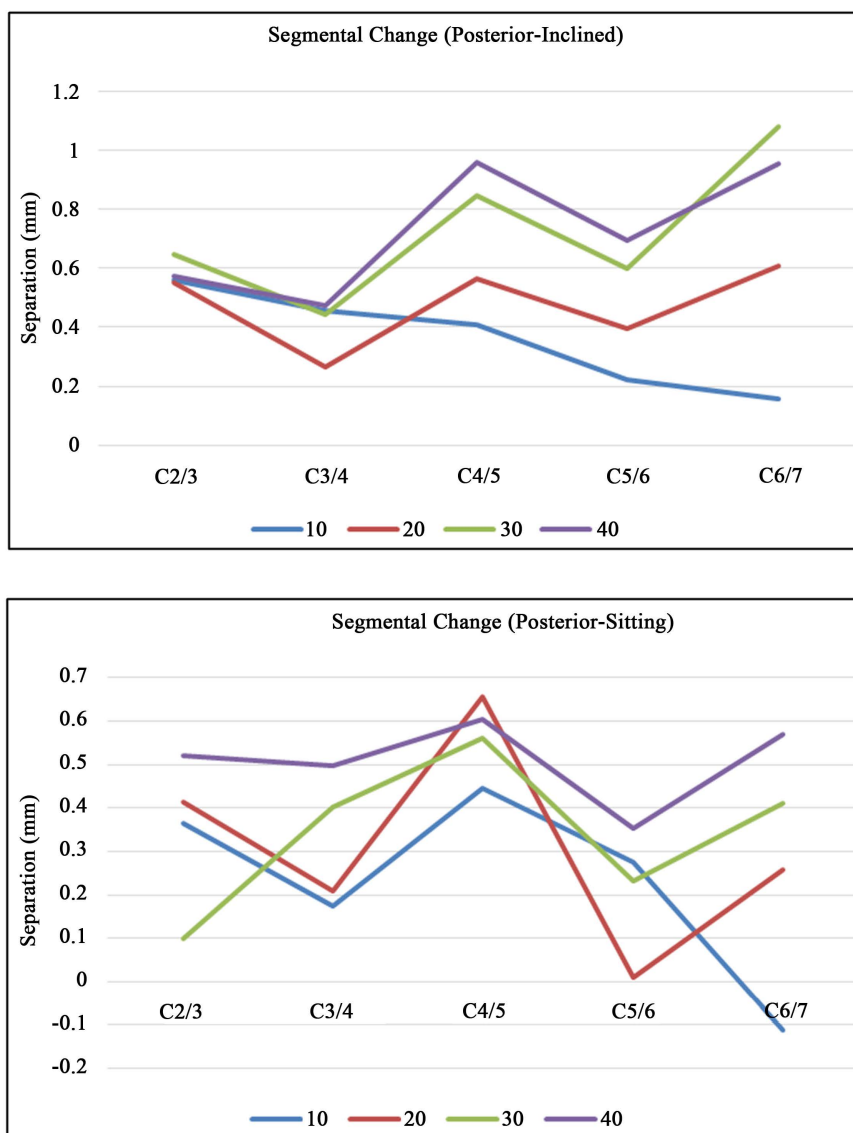 Segmental Change (Posterior-Inclined)
Separation (mm)
1.2
1
0.8
0.6
0.4
0.2
0
C2/3 C3/4 C4/5 C5/6 C6/7
10 20 30 40
Segmental Change (Posterior-Sitting)
Separation (mm)
0.7
0.6
0.5
0.4
0.3
0.2
0.1
0
-0.1
-0.2
C2/3 C3/4 C4/5 C5/6 C6/7
10 20 30 40